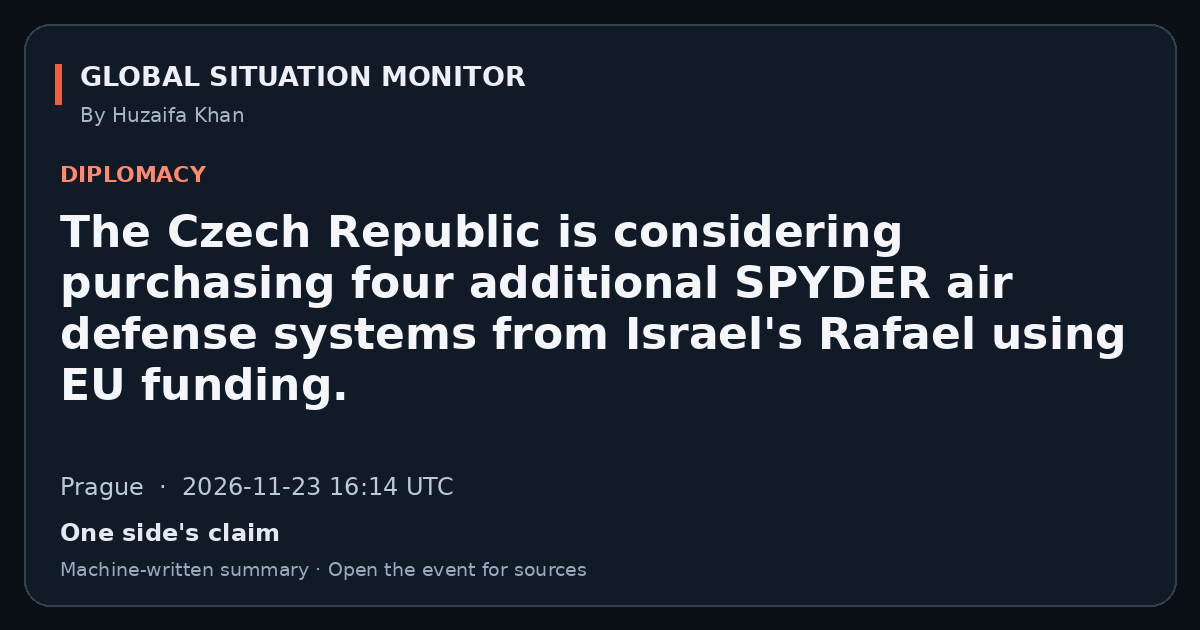 GLOBAL SITUATION MONITOR
By Huzaifa Khan
DIPLOMACY
The Czech Republic is considering
purchasing four additional SPYDER air
defense systems from Israel's Rafael using
EU funding.
Prague · 2026-11-23 16:14 UTC
One side's claim
Machine-written summary · Open the event for sources